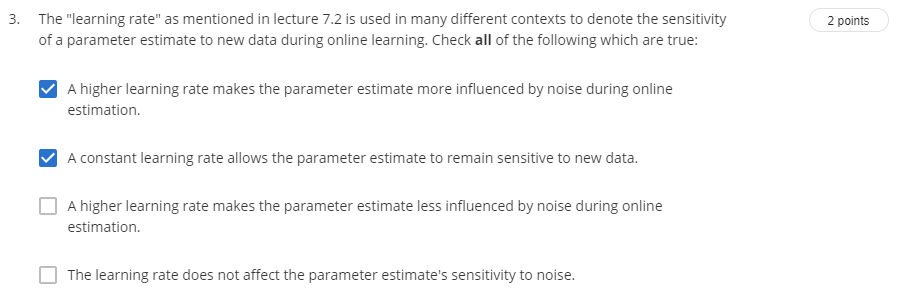 3. The "learning rate" as mentioned in lecture 7.2 is used in many different contexts to denote the sensitivity
2 points
of a parameter estimate to new data during online learning. Check all of the following which are true:
A higher learning rate makes the parameter estimate more influenced by noise during online
estimation.
A constant learning rate allows the parameter estimate to remain sensitive to new data.
A higher learning rate makes the parameter estimate less influenced by noise during online
estimation.
The learning rate does not affect the parameter estimate's sensitivity to noise.